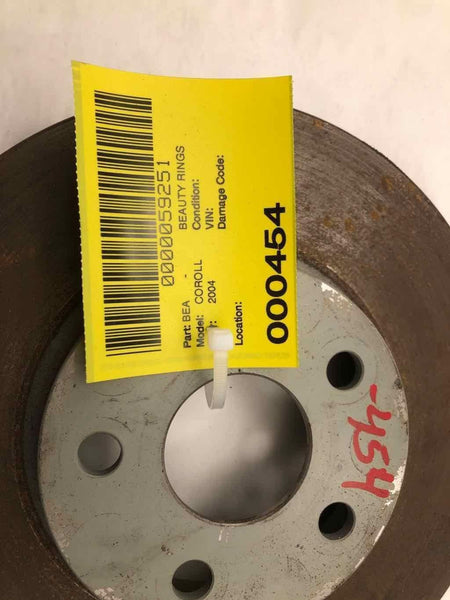 0000059251
Part: BEA - BEAUTY RINGS
Model: COROLL Condition:
: 2004 VIN:
Damage Code:
Location:
000454
-454